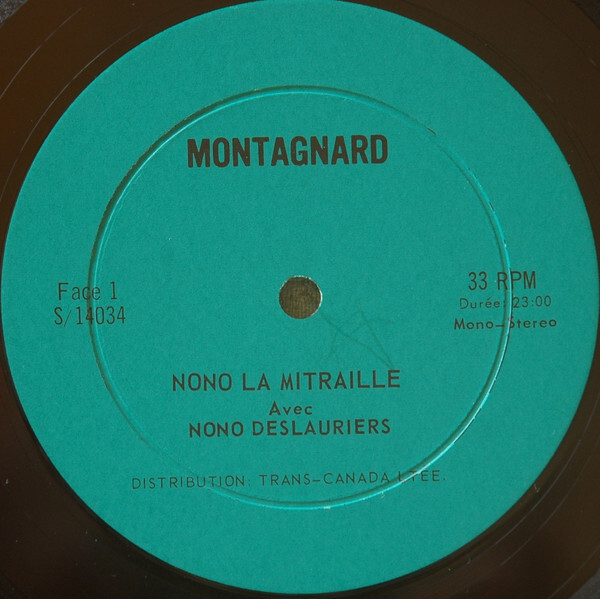 MONTAGNARD
Face 1
S/14034
33 RPM
Durée: 23:00
Mono-Stereo
NONO LA MITRAILLE
Avec
NONO DESLAURIERS
DISTRIBUTION: TRANS-CANADA LTEE.